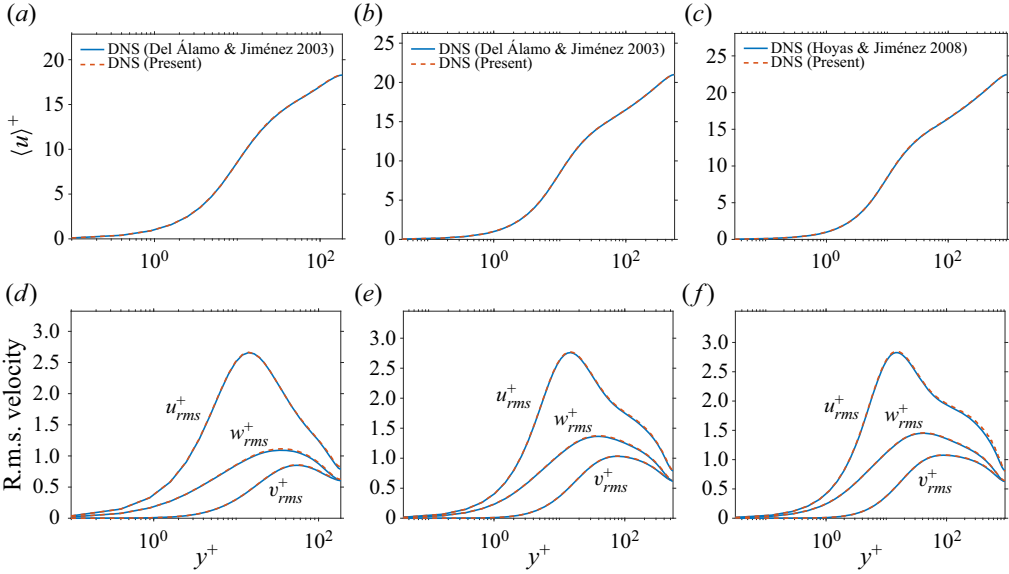 (a)
DNS (Del Álamo & Jiménez 2003)
DNS (Present)
20
15
10
5
0
⟨u⟩+
10^0
10^2
(b)
DNS (Del Álamo & Jiménez 2003)
DNS (Present)
25
20
15
10
5
0
10^0
10^2
(c)
DNS (Hoyas & Jiménez 2008)
DNS (Present)
25
20
15
10
5
0
10^0
10^2
(d)
3.0
2.5
2.0
1.5
1.0
0.5
0
R.m.s. velocity
u+rms
w+rms
v+rms
10^0
10^2
y+
(e)
3.0
2.5
2.0
1.5
1.0
0.5
0
u+rms
w+rms
v+rms
10^0
10^2
y+
(f)
3.0
2.5
2.0
1.5
1.0
0.5
0
u+rms
w+rms
v+rms
10^0
10^2
y+